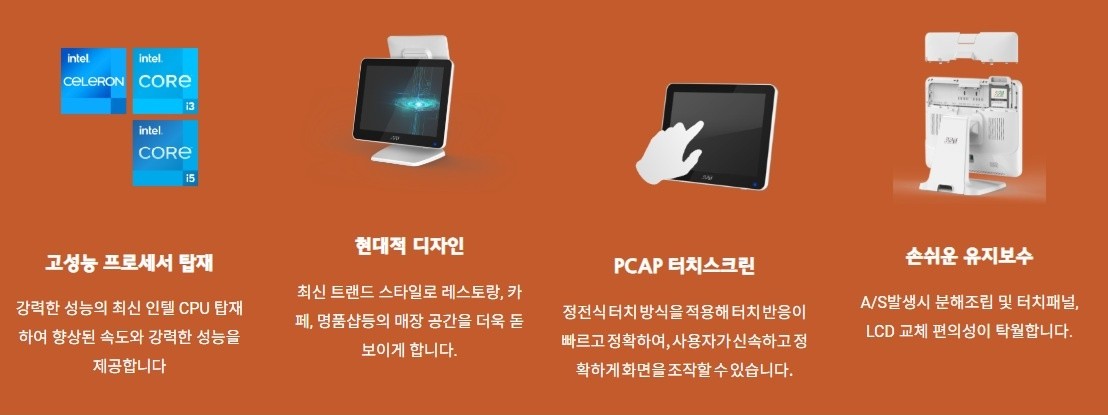 intel
CELERON
intel
CORE
i3
intel
CORE
i5
고성능 프로세서 탑재
강력한 성능의 최신 인텔 CPU 탑재
하여 향상된 속도와 강력한 성능을
제공합니다
현대적 디자인
최신 트랜드 스타일로 레스토랑, 카
페, 명품샵등의 매장 공간을 더욱 돋
보이게 합니다.
PCAP 터치스크린
정전식 터치 방식을 적용해 터치 반응이
빠르고 정확하여, 사용자가 신속하고 정
확하게 화면을 조작할 수 있습니다.
손쉬운 유지보수
A/S발생시 분해조립 및 터치패널,
LCD 교체 편의성이 탁월합니다.